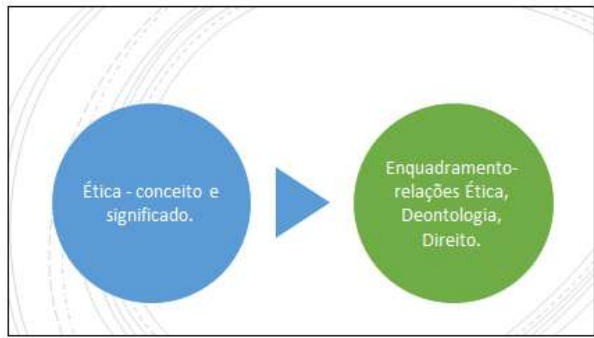 Ética - conceito e
significado.
Enquadramento-
relações Ética,
Deontologia,
Direito.